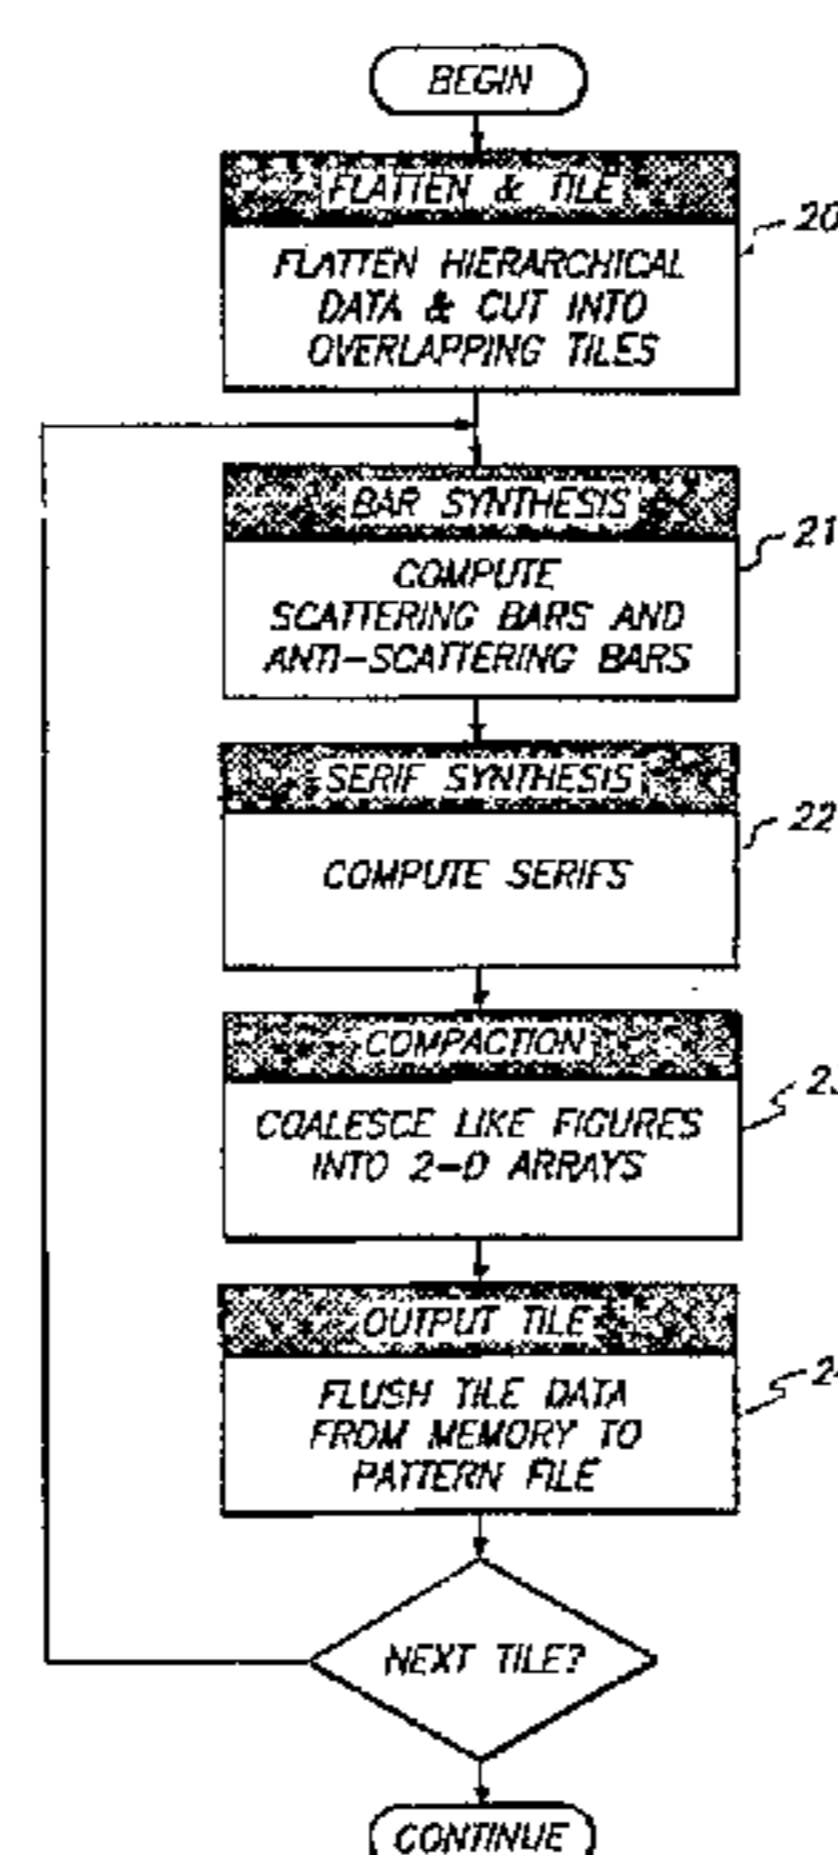 BEGIN
FLATTEN & TILE
20
FLATTEN HIERARCHICAL
DATA & CUT INTO
OVERLAPPING TILES
BAR SYNTHESIS
21
COMPUTE
SCATTERING BARS AND
ANTI-SCATTERING BARS
SERIF SYNTHESIS
22
COMPUTE SERIFS
COMPACTION
COALESCE LIKE FIGURES
INTO 2-D ARRAYS
OUTPUT TILE
FLUSH TILE DATA
FROM MEMORY TO
PATTERN FILE
NEXT TILE?
CONTINUE